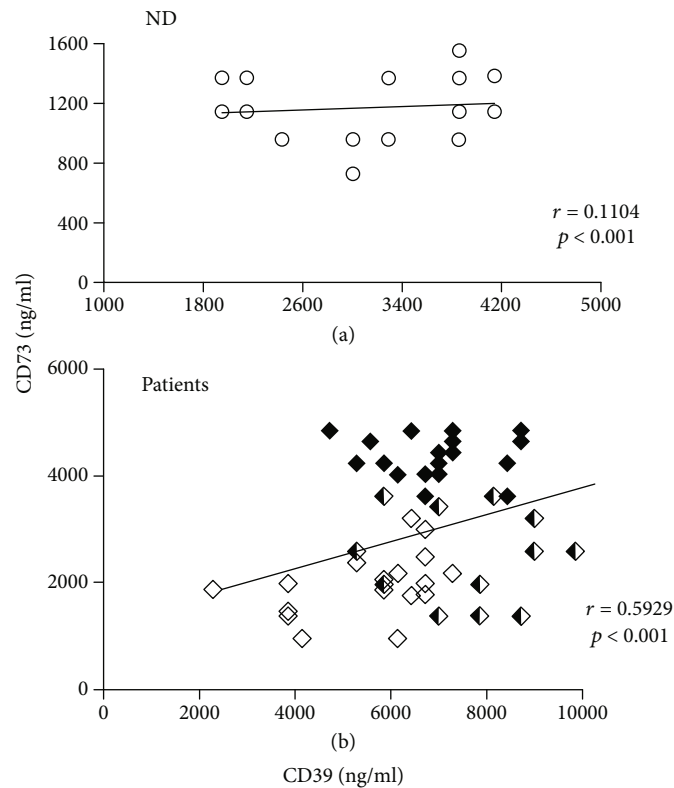 ND
1600
1200
800
400
0
r = 0.1104
p < 0.001
1000 1800 2600 3400 4200 5000
(a)
CD73 (ng/ml)
6000
Patients
4000
2000
0
r = 0.5929
p < 0.001
0 2000 4000 6000 8000 10000
(b)
CD39 (ng/ml)